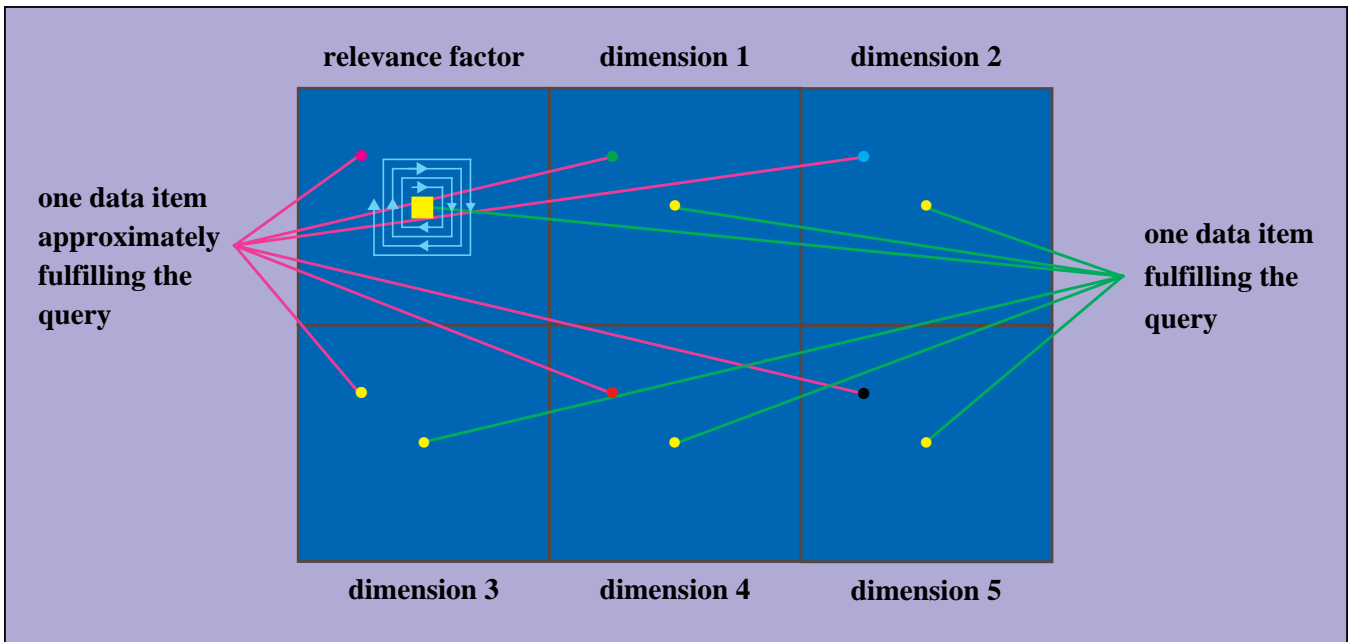 relevance factor
dimension 1
dimension 2
one data item
approximately
fulfilling the
query
one data item
fulfilling the
query
dimension 3
dimension 4
dimension 5